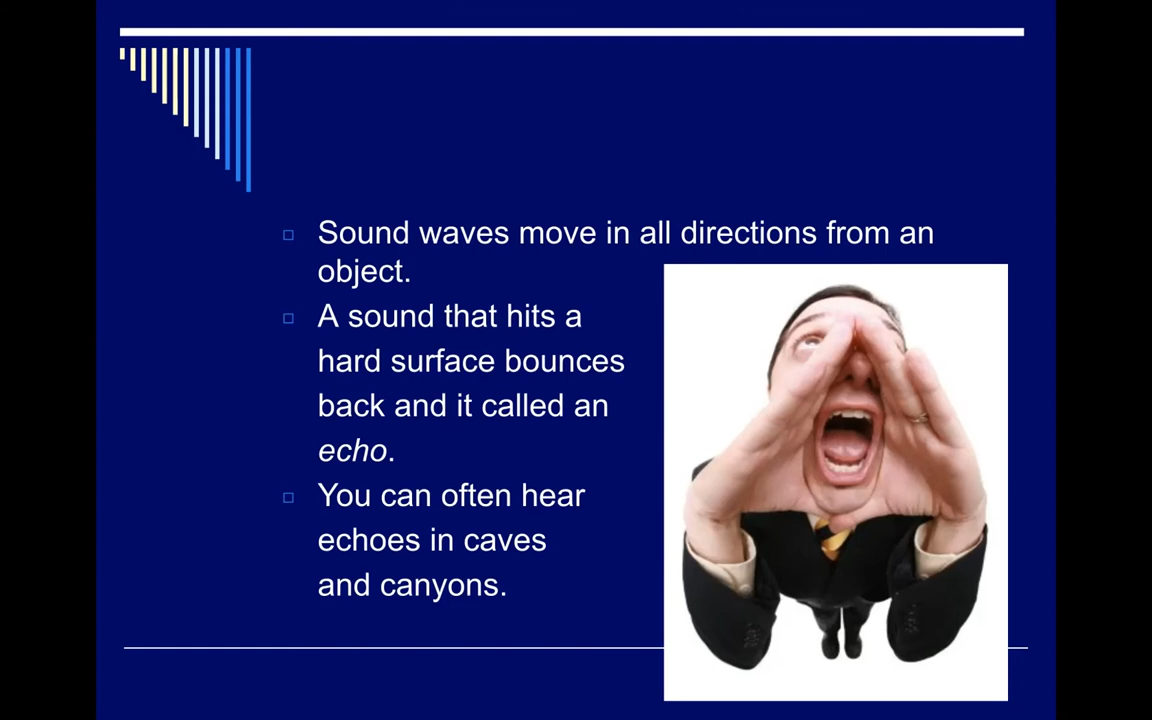 Sound waves move in all directions from an
object.
A sound that hits a
hard surface bounces
back and it called an
echo.
You can often hear
echoes in caves
and canyons.